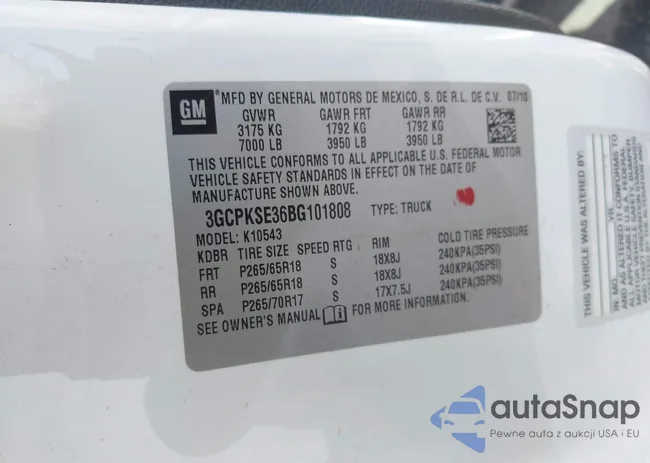 GM
MFD BY GENERAL MOTORS DE MEXICO, S. DE R.L. DE C.V. 07/10
GVWR GAWR FRT GAWR RR
3175 KG 1792 KG 1792 KG
7000 LB 3950 LB 3950 LB
THIS VEHICLE CONFORMS TO ALL APPLICABLE U.S. FEDERAL MOTOR
VEHICLE SAFETY STANDARDS IN EFFECT ON THE DATE OF
MANUFACTURE SHOWN ABOVE.
3GCPKSE36BG101808 TYPE: TRUCK
MODEL: K10543
KDBR TIRE SIZE SPEED RTG RIM COLD TIRE PRESSURE
FRT P265/65R18 S 18X8J 240KPA(35PSI)
RR P265/65R18 S 18X8J 240KPA(35PSI)
SPA P265/70R17 S 17X7.5J 240KPA(35PSI)
SEE OWNER'S MANUAL FOR MORE INFORMATION.
THIS VEHICLE WAS ALTERED BY:
IN: MO. YR.
autaSnap
Pewne auta z aukcji USA i EU